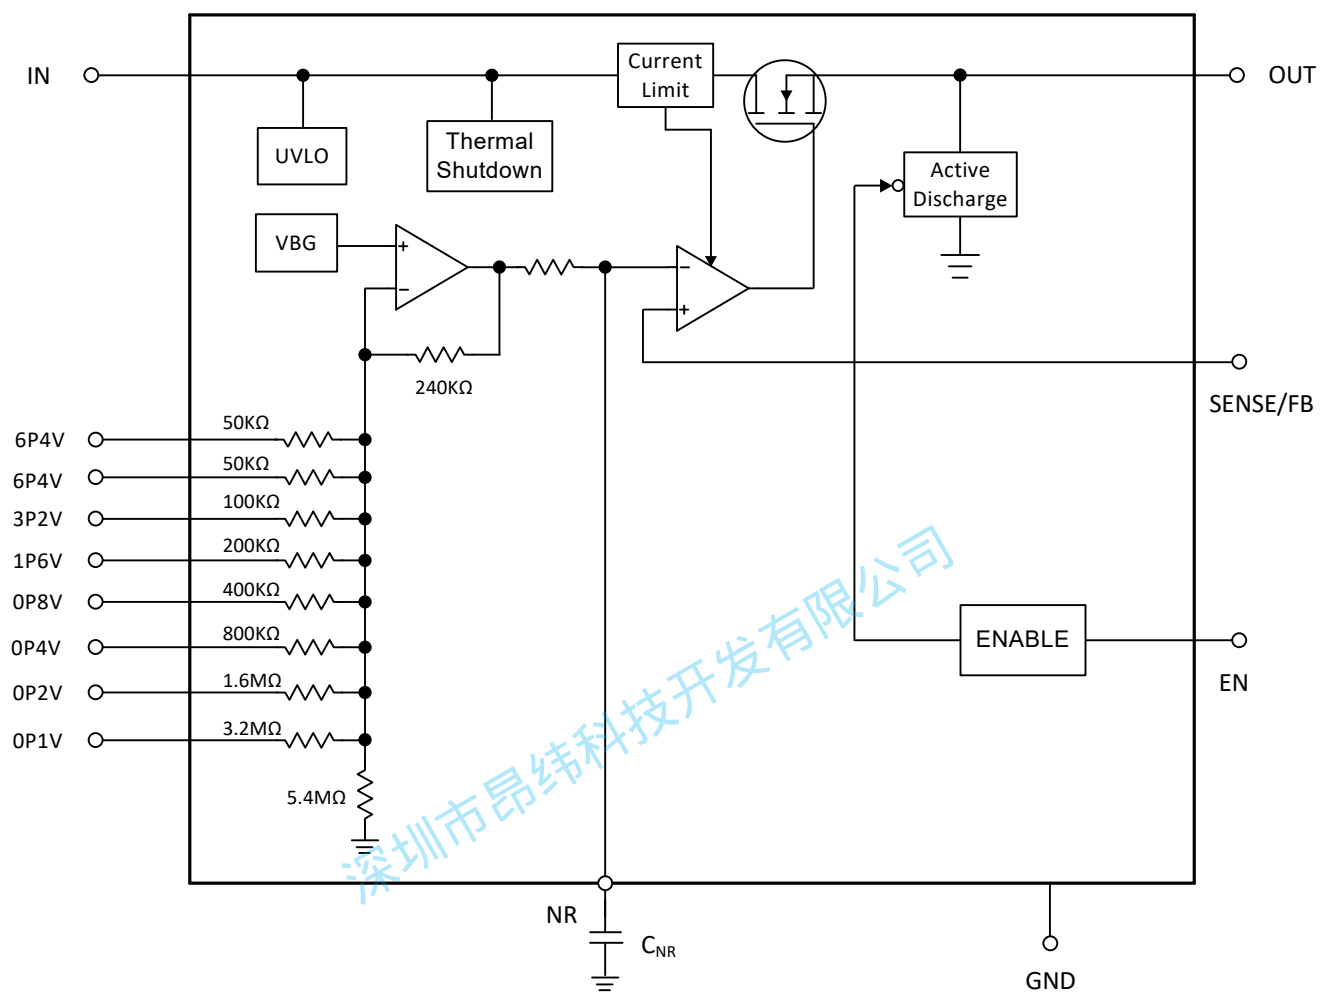 IN
Current
Limit
OUT
UVLO
Thermal
Shutdown
Active
Discharge
VBG
+
−
−
+
240KΩ
SENSE/FB
6P4V
50KΩ
6P4V
50KΩ
3P2V
100KΩ
1P6V
200KΩ
0P8V
400KΩ
0P4V
800KΩ
0P2V
1.6MΩ
0P1V
3.2MΩ
5.4MΩ
ENABLE
EN
深圳市昂纬科技开发有限公司
NR
CNR
GND